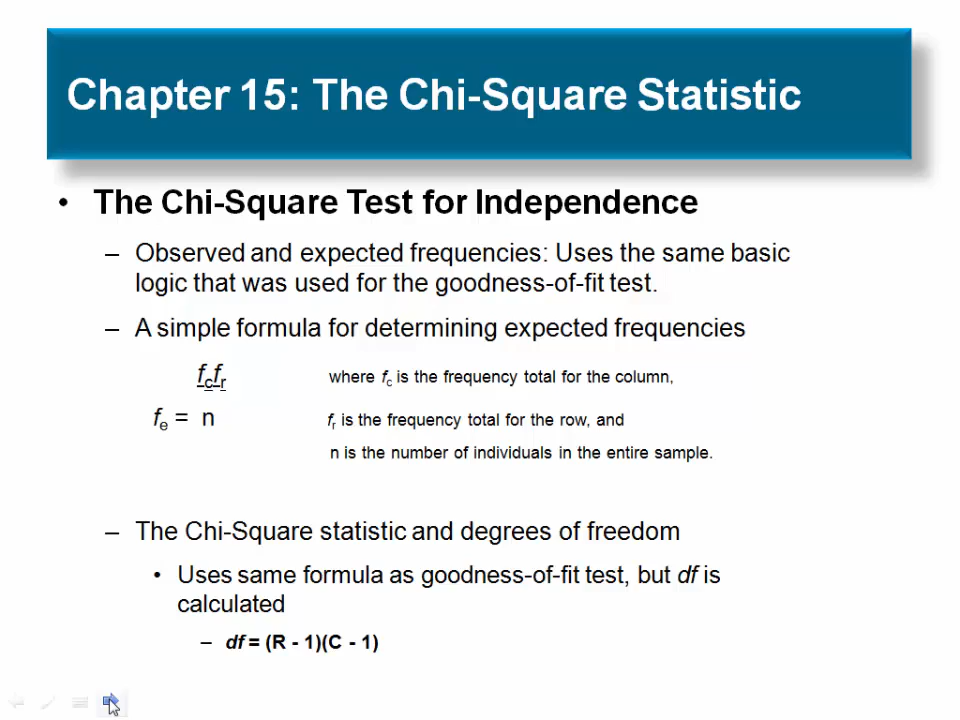 Chapter 15: The Chi-Square Statistic
• The Chi-Square Test for Independence
– Observed and expected frequencies: Uses the same basic
logic that was used for the goodness-of-fit test.
– A simple formula for determining expected frequencies
fcfr where fc is the frequency total for the column,
fe = n fr is the frequency total for the row, and
n is the number of individuals in the entire sample.
– The Chi-Square statistic and degrees of freedom
• Uses same formula as goodness-of-fit test, but df is
calculated
– df = (R - 1)(C - 1)